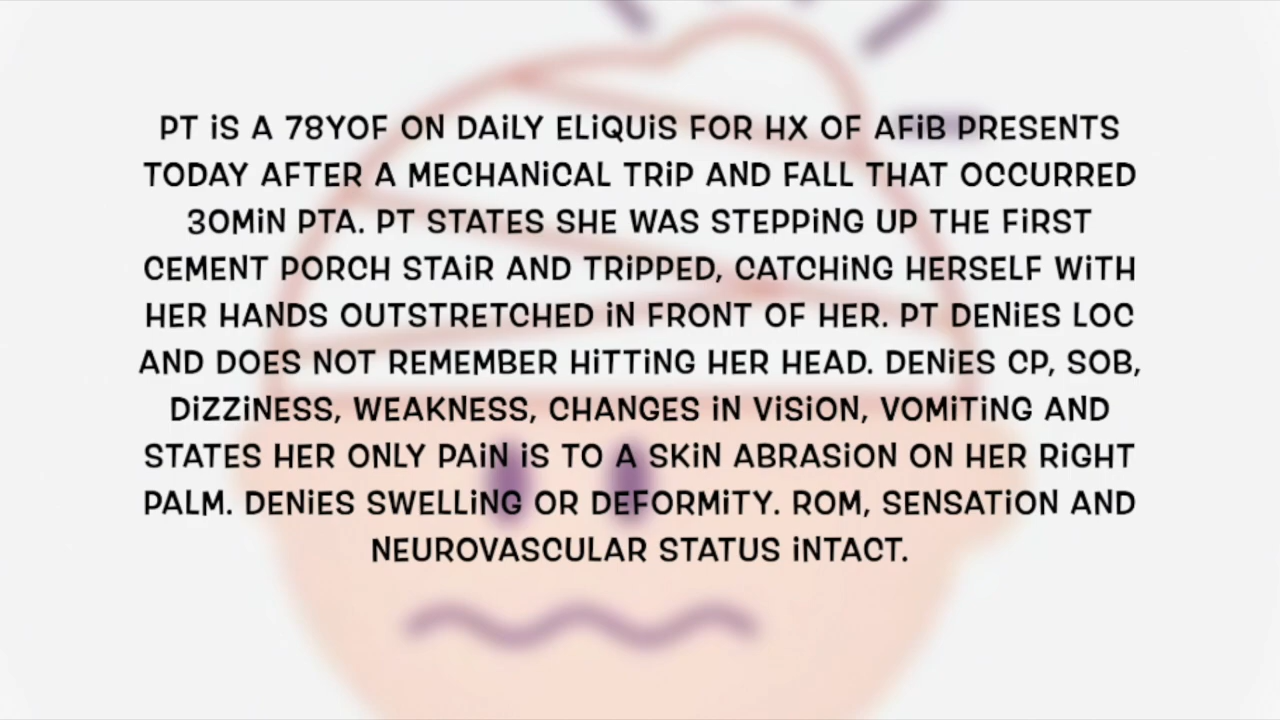 PT iS A 78YOF ON DAiLY ELiQUiS FOR HX OF AFiB PRESENTS
TODAY AFTER A MECHANiCAL TRiP AND FALL THAT OCCURRED
30MiN PTA. PT STATES SHE WAS STEPPiNG UP THE FiRST
CEMENT PORCH STAiR AND TRiPPED, CATCHiNG HERSELF WiTH
HER HANDS OUTSTRETCHED iN FRONT OF HER. PT DENiES LOC
AND DOES NOT REMEMBER HiTTiNG HER HEAD. DENiES CP, SOB,
DiZZiNESS, WEAKNESS, CHANGES iN ViSiON, VOMiTiNG AND
STATES HER ONLY PAiN iS TO A SKiN ABRASiON ON HER RiGHT
PALM. DENiES SWELLiNG OR DEFORMiTY. ROM, SENSATiON AND
NEUROVASCULAR STATUS iNTACT.